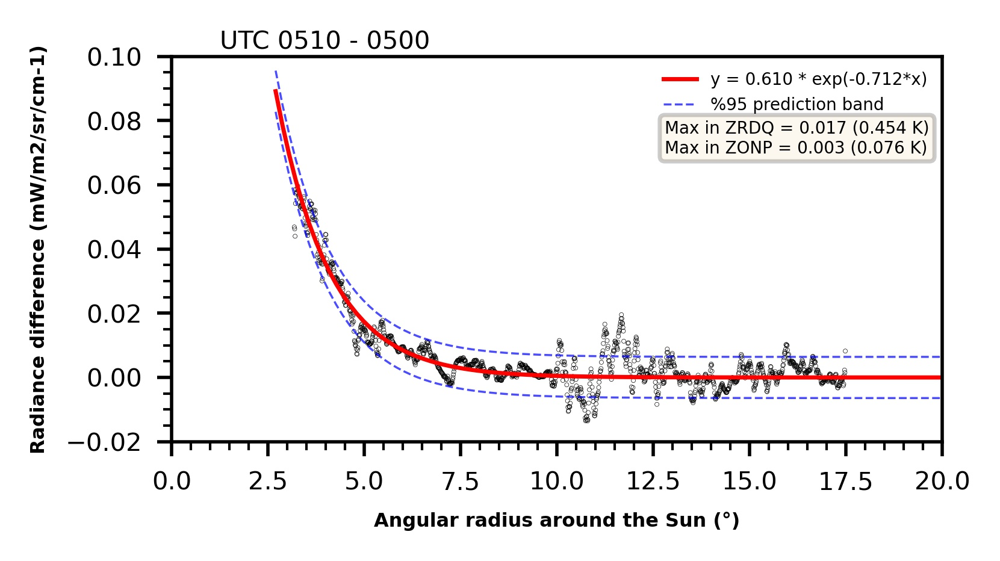 UTC 0510 - 0500
Radiance difference (mW/m2/sr/cm-1)
0.10
0.08
0.06
0.04
0.02
0.00
−0.02
y = 0.610 * exp(-0.712*x)
%95 prediction band
Max in ZRDQ = 0.017 (0.454 K)
Max in ZONP = 0.003 (0.076 K)
0.0 2.5 5.0 7.5 10.0 12.5 15.0 17.5 20.0
Angular radius around the Sun (°)